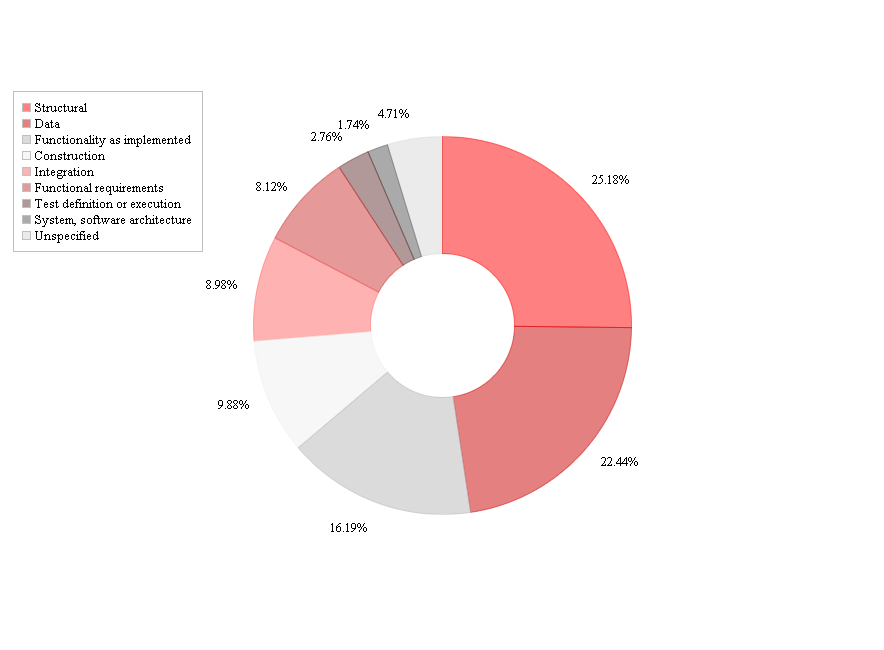 Structural
Data
Functionality as implemented
Construction
Integration
Functional requirements
Test definition or execution
System, software architecture
Unspecified
4.71%
1.74%
2.76%
25.18%
8.12%
8.98%
9.88%
22.44%
16.19%